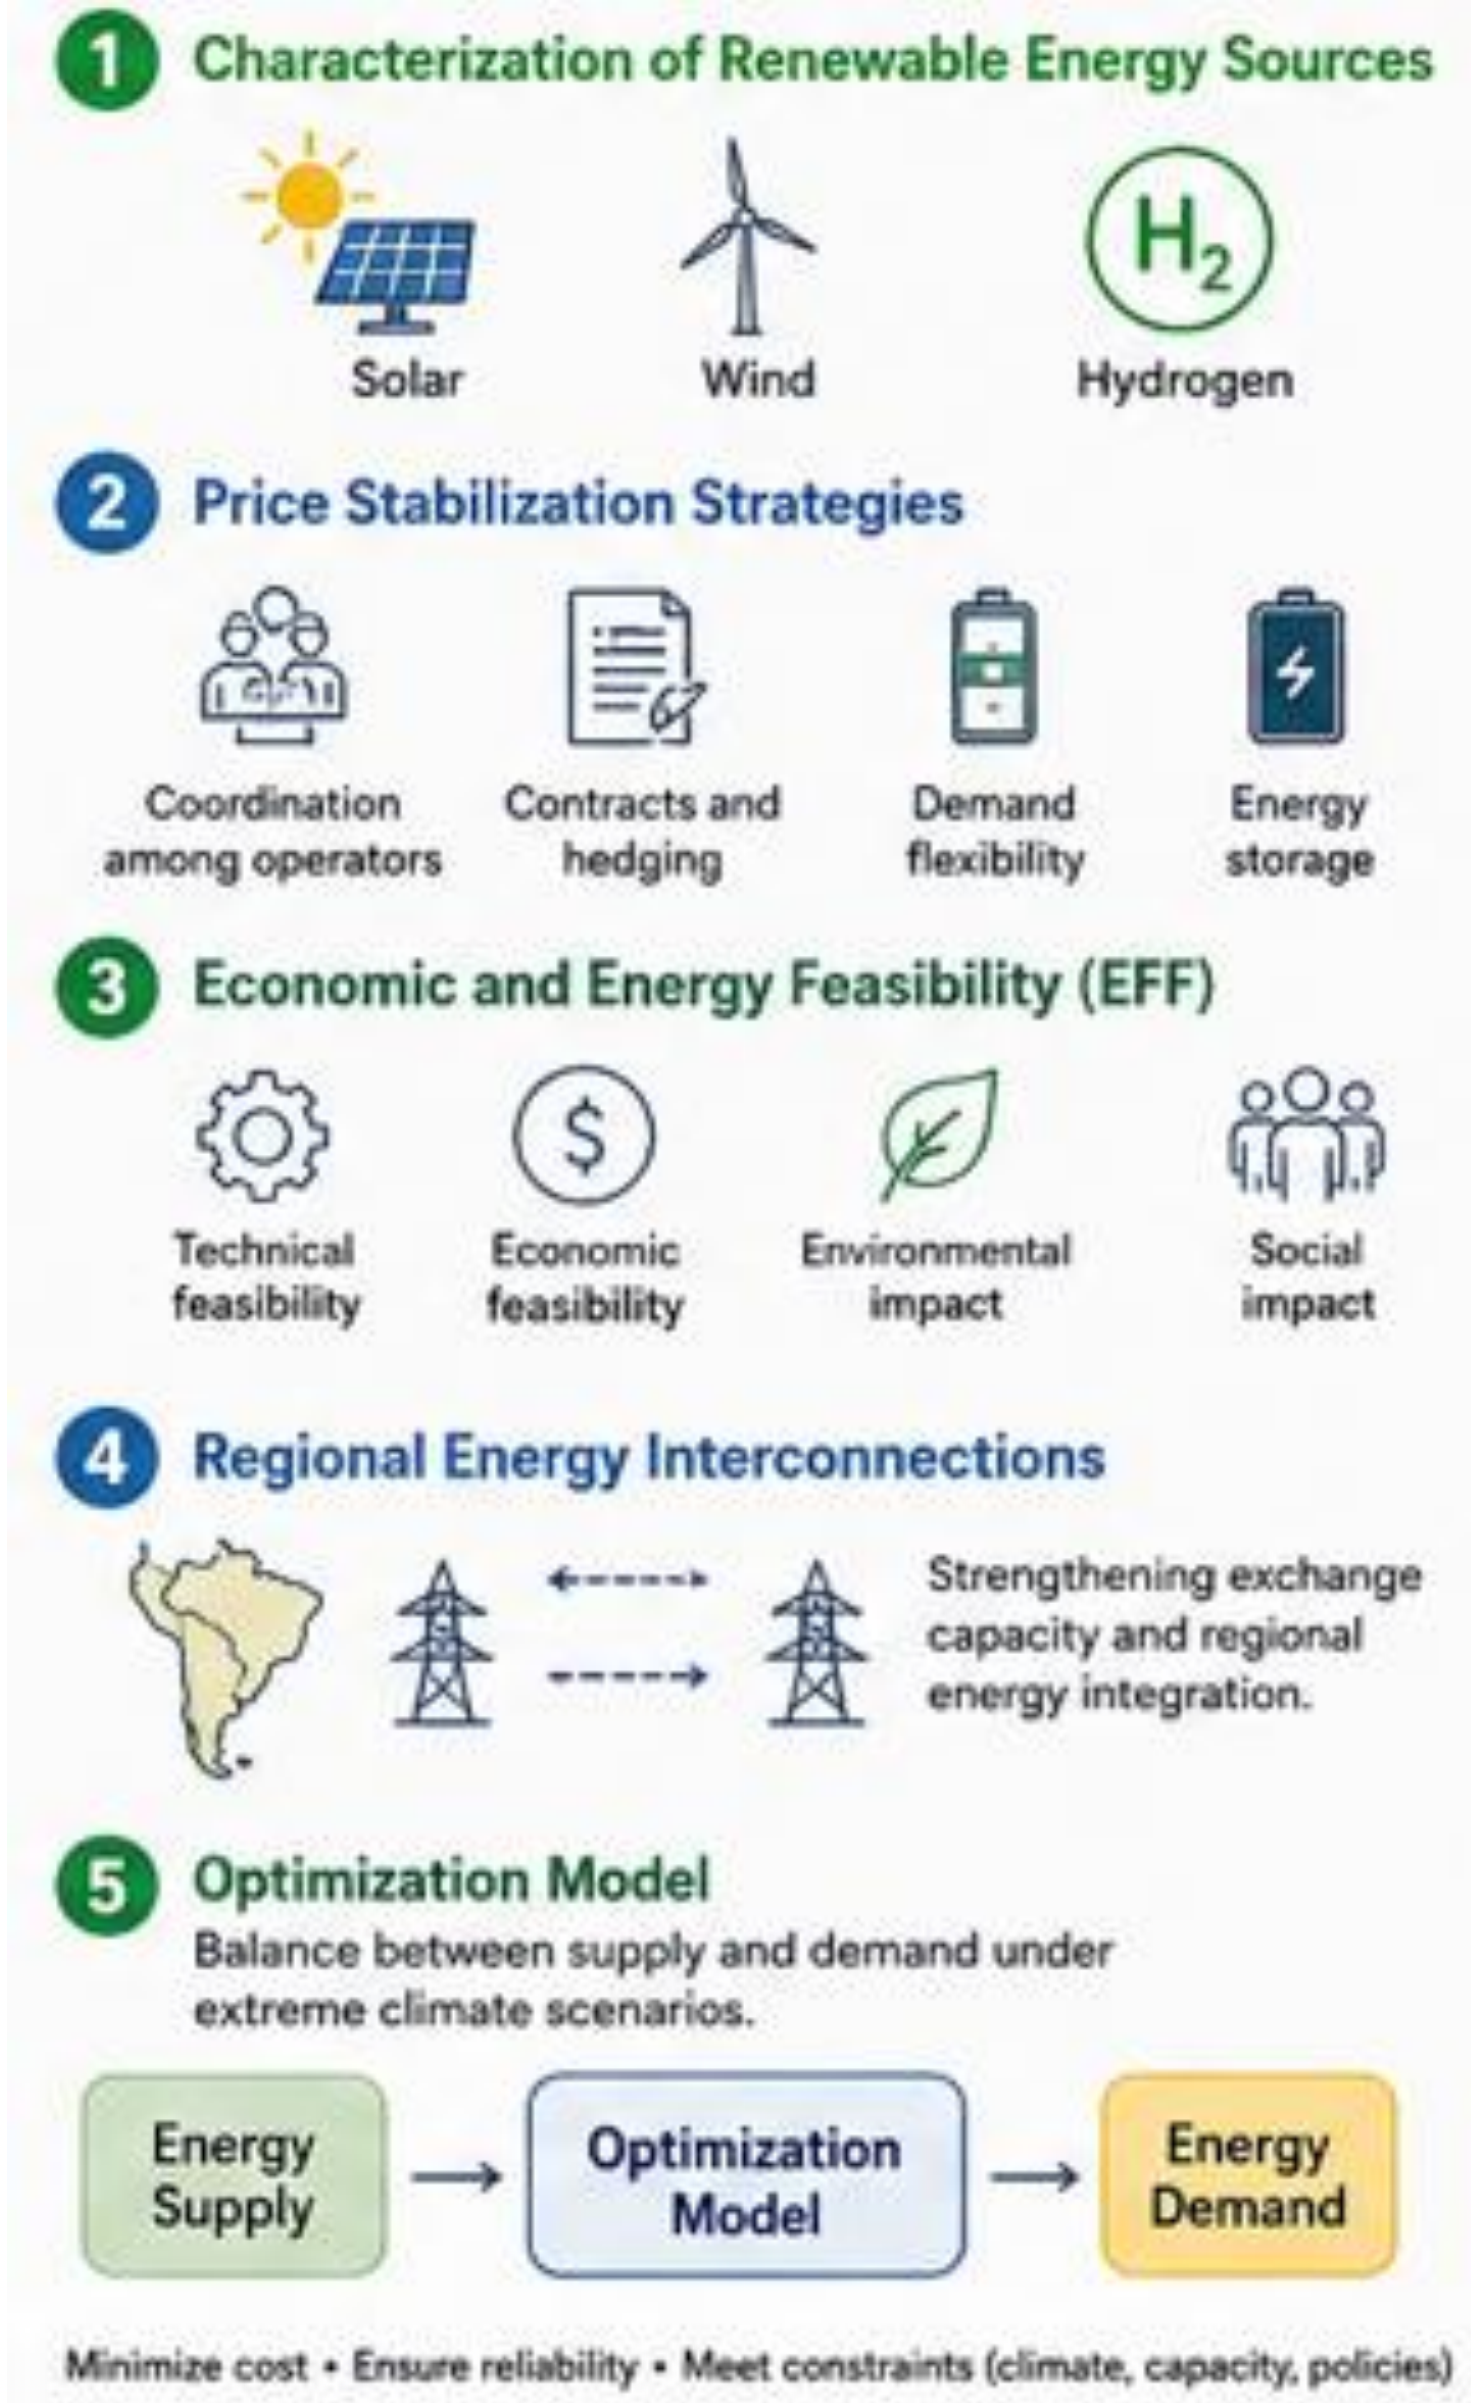 1 Characterization of Renewable Energy Sources
H2
Solar
Wind
Hydrogen
2 Price Stabilization Strategies
Coordination
among operators
Contracts and
hedging
Demand
flexibility
Energy
storage
3 Economic and Energy Feasibility (EFF)
$
Technical
feasibility
Economic
feasibility
Environmental
impact
Social
impact
4 Regional Energy Interconnections
Strengthening exchange
capacity and regional
energy integration.
5 Optimization Model
Balance between supply and demand under
extreme climate scenarios.
Energy
Supply
Optimization
Model
Energy
Demand
Minimize cost • Ensure reliability • Meet constraints (climate, capacity, policies)